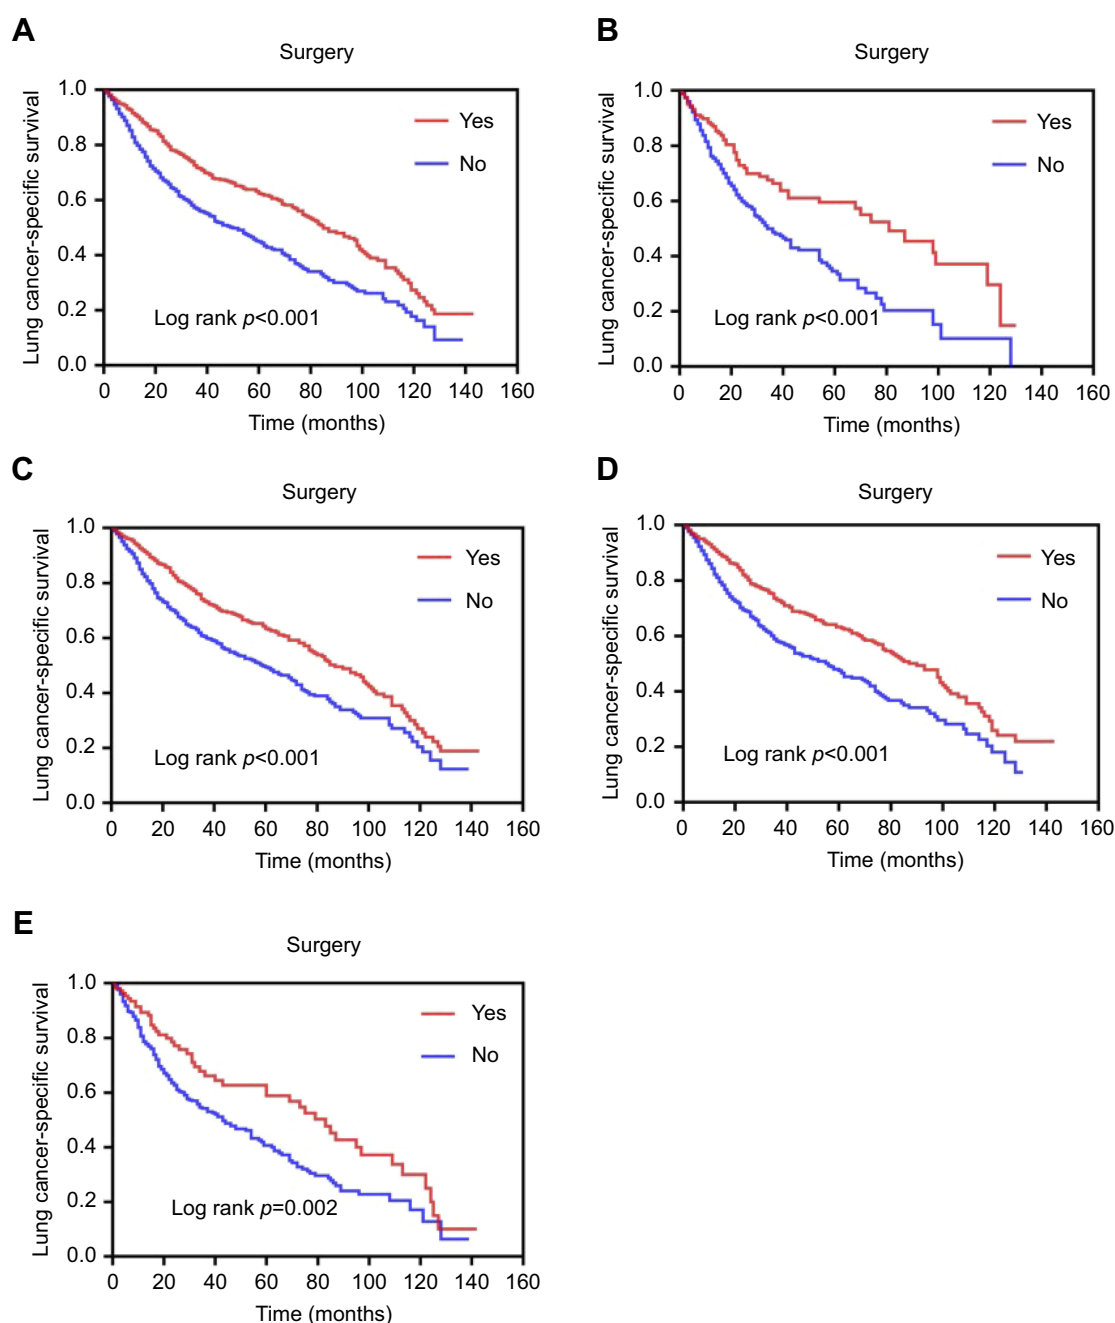 A
Surgery
Lung cancer-specific survival
1.0
0.8
0.6
0.4
0.2
0.0
Yes
No
Log rank p<0.001
0 20 40 60 80 100 120 140 160
Time (months)
B
Surgery
Lung cancer-specific survival
1.0
0.8
0.6
0.4
0.2
0.0
Yes
No
Log rank p<0.001
0 20 40 60 80 100 120 140 160
Time (months)
C
Surgery
Lung cancer-specific survival
1.0
0.8
0.6
0.4
0.2
0.0
Yes
No
Log rank p<0.001
0 20 40 60 80 100 120 140 160
Time (months)
D
Surgery
Lung cancer-specific survival
1.0
0.8
0.6
0.4
0.2
0.0
Yes
No
Log rank p<0.001
0 20 40 60 80 100 120 140 160
Time (months)
E
Surgery
Lung cancer-specific survival
1.0
0.8
0.6
0.4
0.2
0.0
Yes
No
Log rank p=0.002
0 20 40 60 80 100 120 140 160
Time (months)